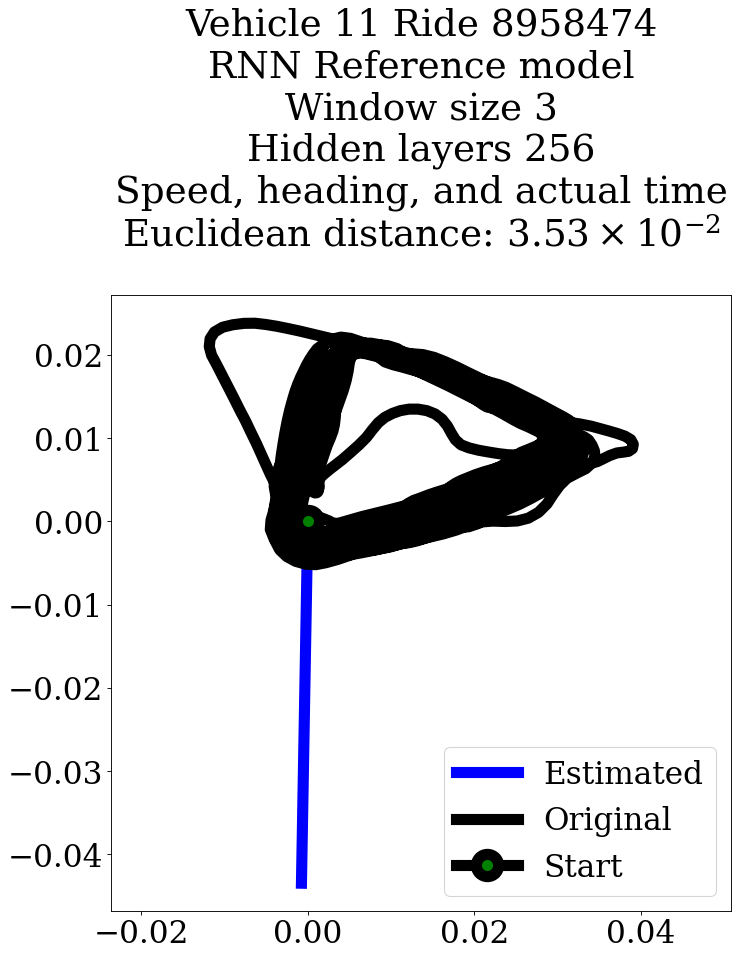 Vehicle 11 Ride 8958474
RNN Reference model
Window size 3
Hidden layers 256
Speed, heading, and actual time
Euclidean distance: 3.53 × 10⁻²
0.02
0.01
0.00
−0.01
−0.02
−0.03
−0.04
Estimated
Original
Start
−0.02 0.00 0.02 0.04